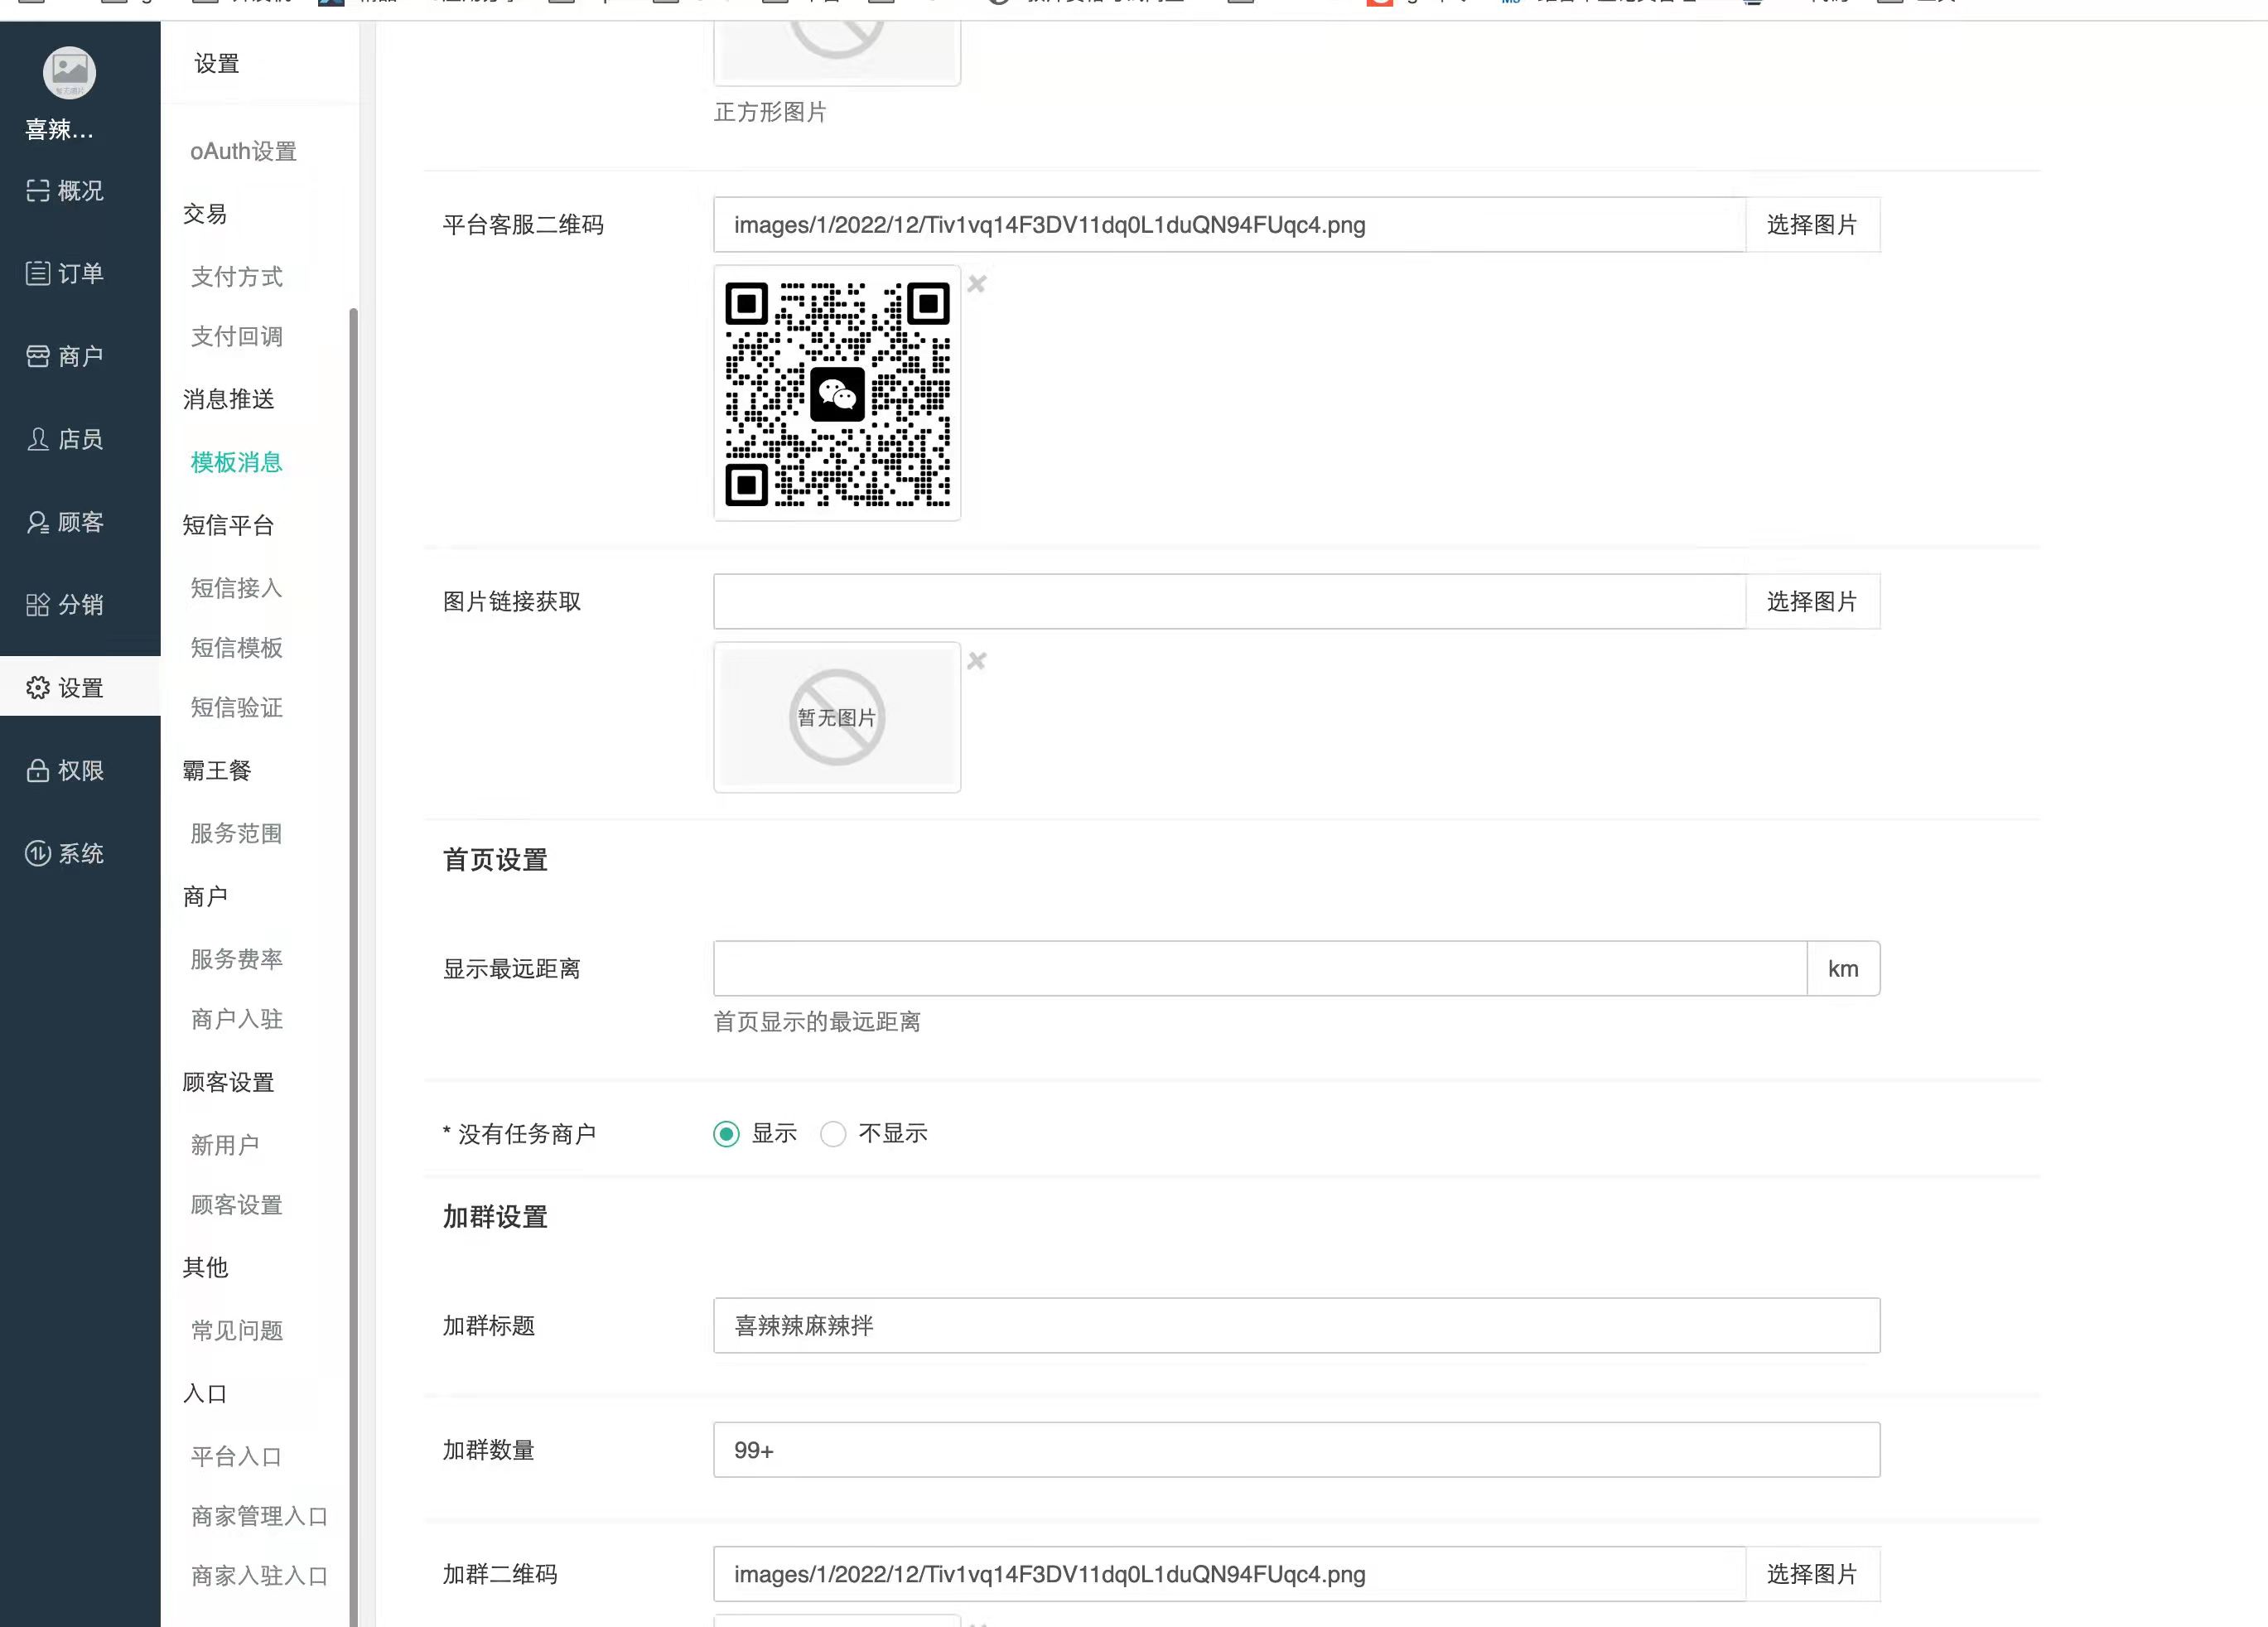 喜辣...
概况
订单
商户
店员
顾客
分销
设置
权限
系统
设置
oAuth设置
交易
支付方式
支付回调
消息推送
模板消息
短信平台
短信接入
短信模板
短信验证
霸王餐
服务范围
商户
服务费率
商户入驻
顾客设置
新用户
顾客设置
其他
常见问题
入口
平台入口
商家管理入口
商家入驻入口
正方形图片
平台客服二维码
images/1/2022/12/Tiv1vq14F3DV11dq0L1duQN94FUqc4.png
选择图片
图片链接获取
选择图片
暂无图片
首页设置
显示最远距离
km
首页显示的最远距离
* 没有任务商户
显示
不显示
加群设置
加群标题
喜辣辣麻辣拌
加群数量
99+
加群二维码
images/1/2022/12/Tiv1vq14F3DV11dq0L1duQN94FUqc4.png
选择图片